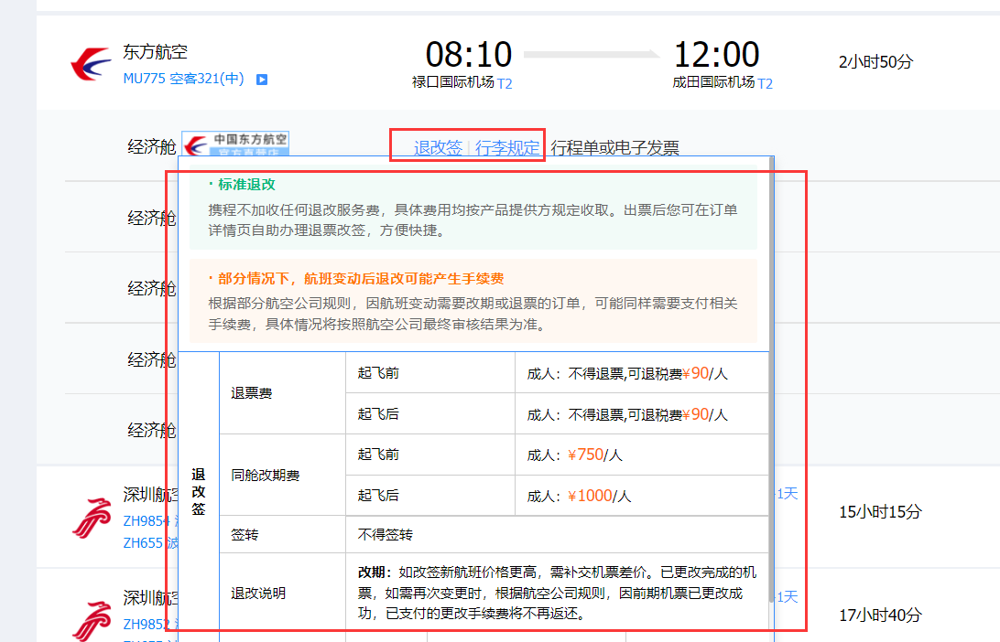 东方航空
MU775 空客321(中)
08:10
禄口国际机场 T2
12:00
成田国际机场 T2
2小时50分
经济舱
中国东方航空
退改签 | 行李规定 行程单或电子发票
· 标准退改
携程不加收任何退改服务费，具体费用均按产品提供方规定收取。出票后您可在订单
详情页自助办理退票改签，方便快捷。
经济舱
· 部分情况下，航班变动后退改可能产生手续费
根据部分航空公司规则，因航班变动需要改期或退票的订单，可能同样需要支付相关
手续费，具体情况将按照航空公司最终审核结果为准。
经济舱
经济舱
经济舱
退改签
退票费
起飞前
成人：不得退票,可退税费¥90/人
起飞后
成人：不得退票,可退税费¥90/人
同舱改期费
起飞前
成人：¥750/人
起飞后
成人：¥1000/人
签转
不得签转
退改说明
改期：如改签新航班价格更高，需补交机票差价。已更改完成的机
票，如需再次变更时，根据航空公司规则，因前期机票已更改成
功，已支付的更改手续费将不再返还。
深圳航空
ZH9854
ZH655 波
1天
15小时15分
深圳航空
ZH9852
1天
17小时40分